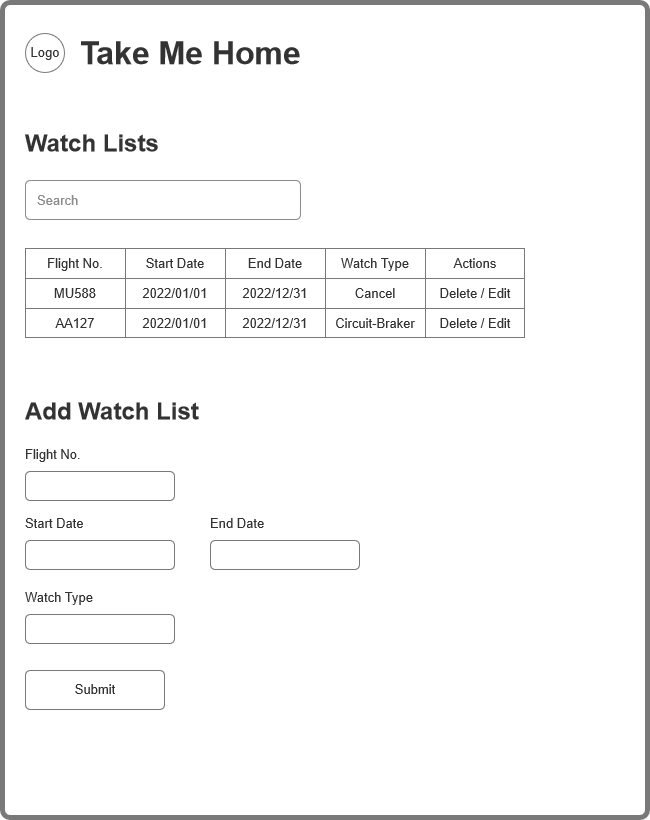 Logo Take Me Home
Watch Lists
Search
Flight No. Start Date End Date Watch Type Actions
MU588 2022/01/01 2022/12/31 Cancel Delete / Edit
AA127 2022/01/01 2022/12/31 Circuit-Braker Delete / Edit
Add Watch List
Flight No.
Start Date End Date
Watch Type
Submit